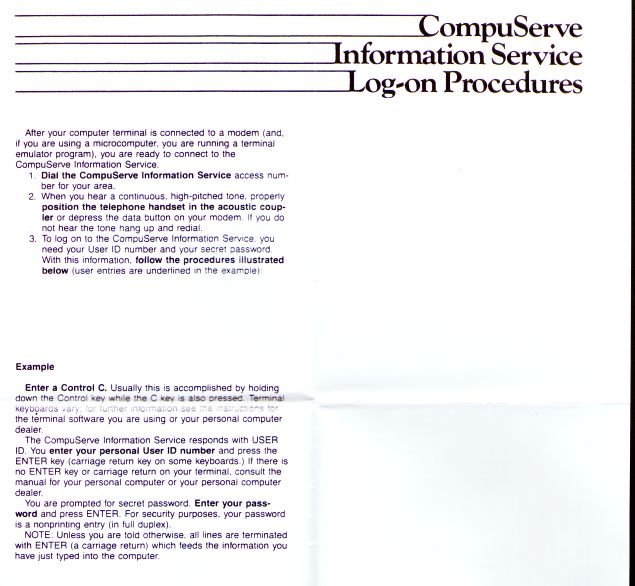 CompuServe
Information Service
Log-on Procedures
After your computer terminal is connected to a modem (and,
if you are using a microcomputer, you are running a terminal
emulator program), you are ready to connect to the
CompuServe Information Service.
1. Dial the CompuServe Information Service access num-
ber for your area.
2. When you hear a continuous, high-pitched tone, properly
position the telephone handset in the acoustic coup-
ler or depress the data button on your modem. If you do
not hear the tone hang up and redial.
3. To log on to the CompuServe Information Service, you
need your User ID number and your secret password.
With this information, follow the procedures illustrated
below (user entries are underlined in the example):
Example
Enter a Control C. Usually this is accomplished by holding
down the Control key while the C key is also pressed. Terminal
keyboards vary; for further information see the instructions for
the terminal software you are using or your personal computer
dealer.
The CompuServe Information Service responds with USER
ID. You enter your personal User ID number and press the
ENTER key (carriage return key on some keyboards.) If there is
no ENTER key or carriage return on your terminal, consult the
manual for your personal computer or your personal computer
dealer.
You are prompted for secret password. Enter your pass-
word and press ENTER. For security purposes, your password
is a nonprinting entry (in full duplex).
NOTE: Unless you are told otherwise, all lines are terminated
with ENTER (a carriage return) which feeds the information you
have just typed into the computer.